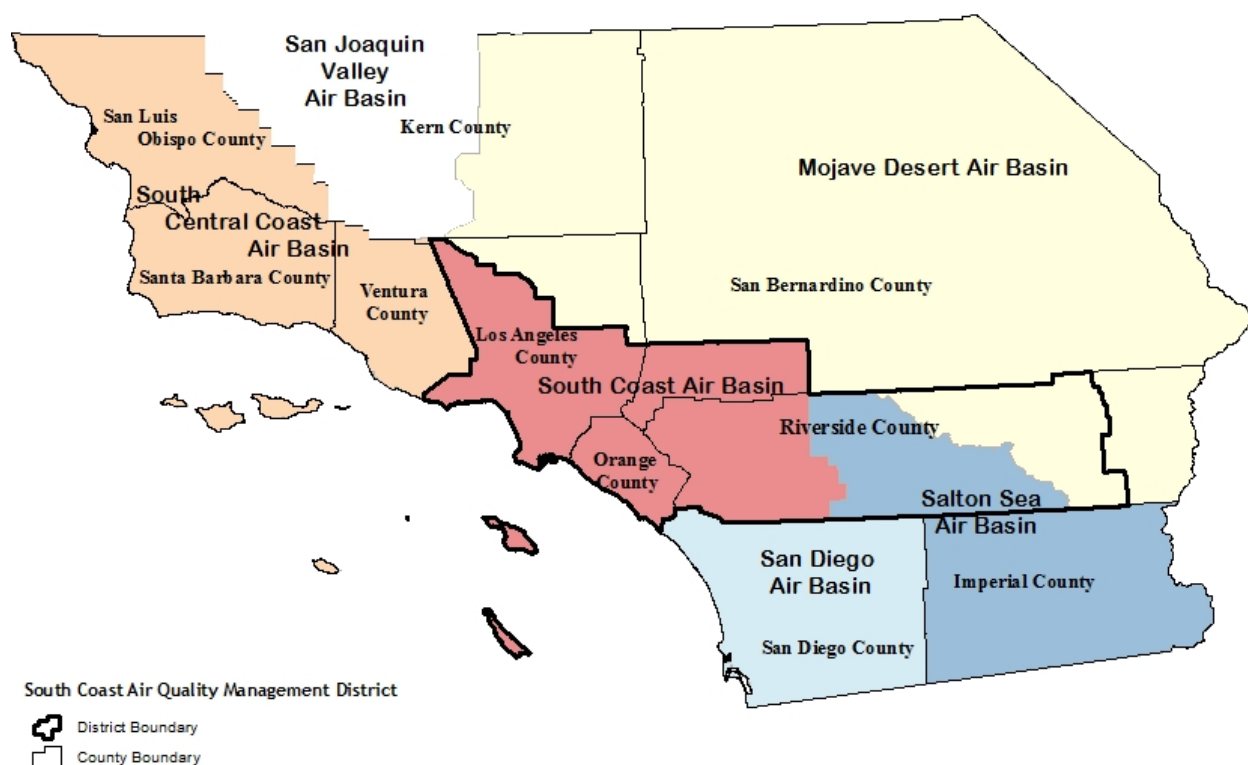 San Joaquin
Valley
Air Basin
Kern County
San Luis
Obispo County
Mojave Desert Air Basin
South
Central Coast
Air Basin
Santa Barbara County
Ventura
County
San Bernardino County
Los Angeles
County
South Coast Air Basin
Riverside County
Orange
County
Salton Sea
Air Basin
San Diego
Air Basin
Imperial County
San Diego County
South Coast Air Quality Management District
District Boundary
County Boundary